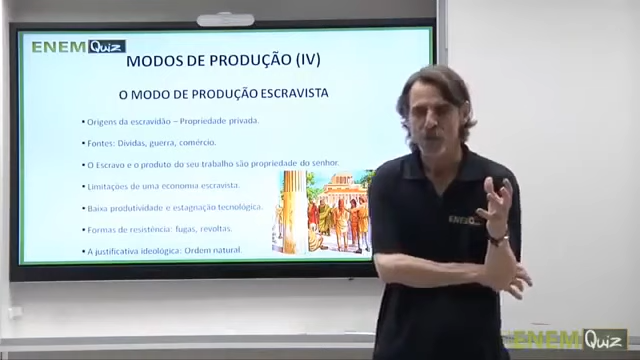 ENEM Quiz
MODOS DE PRODUÇÃO (IV)
O MODO DE PRODUÇÃO ESCRAVISTA
• Origens da escravidão – Propriedade privada.
• Fontes: Dívidas, guerra, comércio.
• O Escravo e o produto do seu trabalho são propriedade do senhor.
• Limitações de uma economia escravista.
• Baixa produtividade e estagnação tecnológica.
• Formas de resistência: fugas, revoltas.
• A justificativa ideológica: Ordem natural.
ENEM
ENEM Quiz